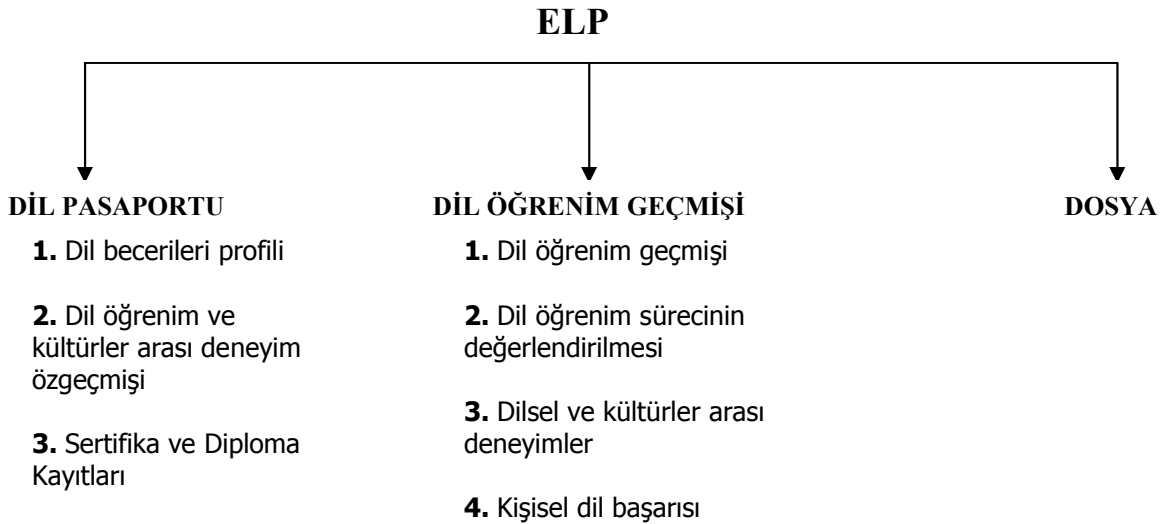 ELP
DİL PASAPORTU
1. Dil becerileri profili
2. Dil öğrenim ve
kültürler arası deneyim
özgeçmişi
3. Sertifika ve Diploma
Kayıtları
DİL ÖĞRENİM GEÇMİŞİ
1. Dil öğrenim geçmişi
2. Dil öğrenim sürecinin
değerlendirilmesi
3. Dilsel ve kültürler arası
deneyimler
4. Kişisel dil başarısı
DOSYA